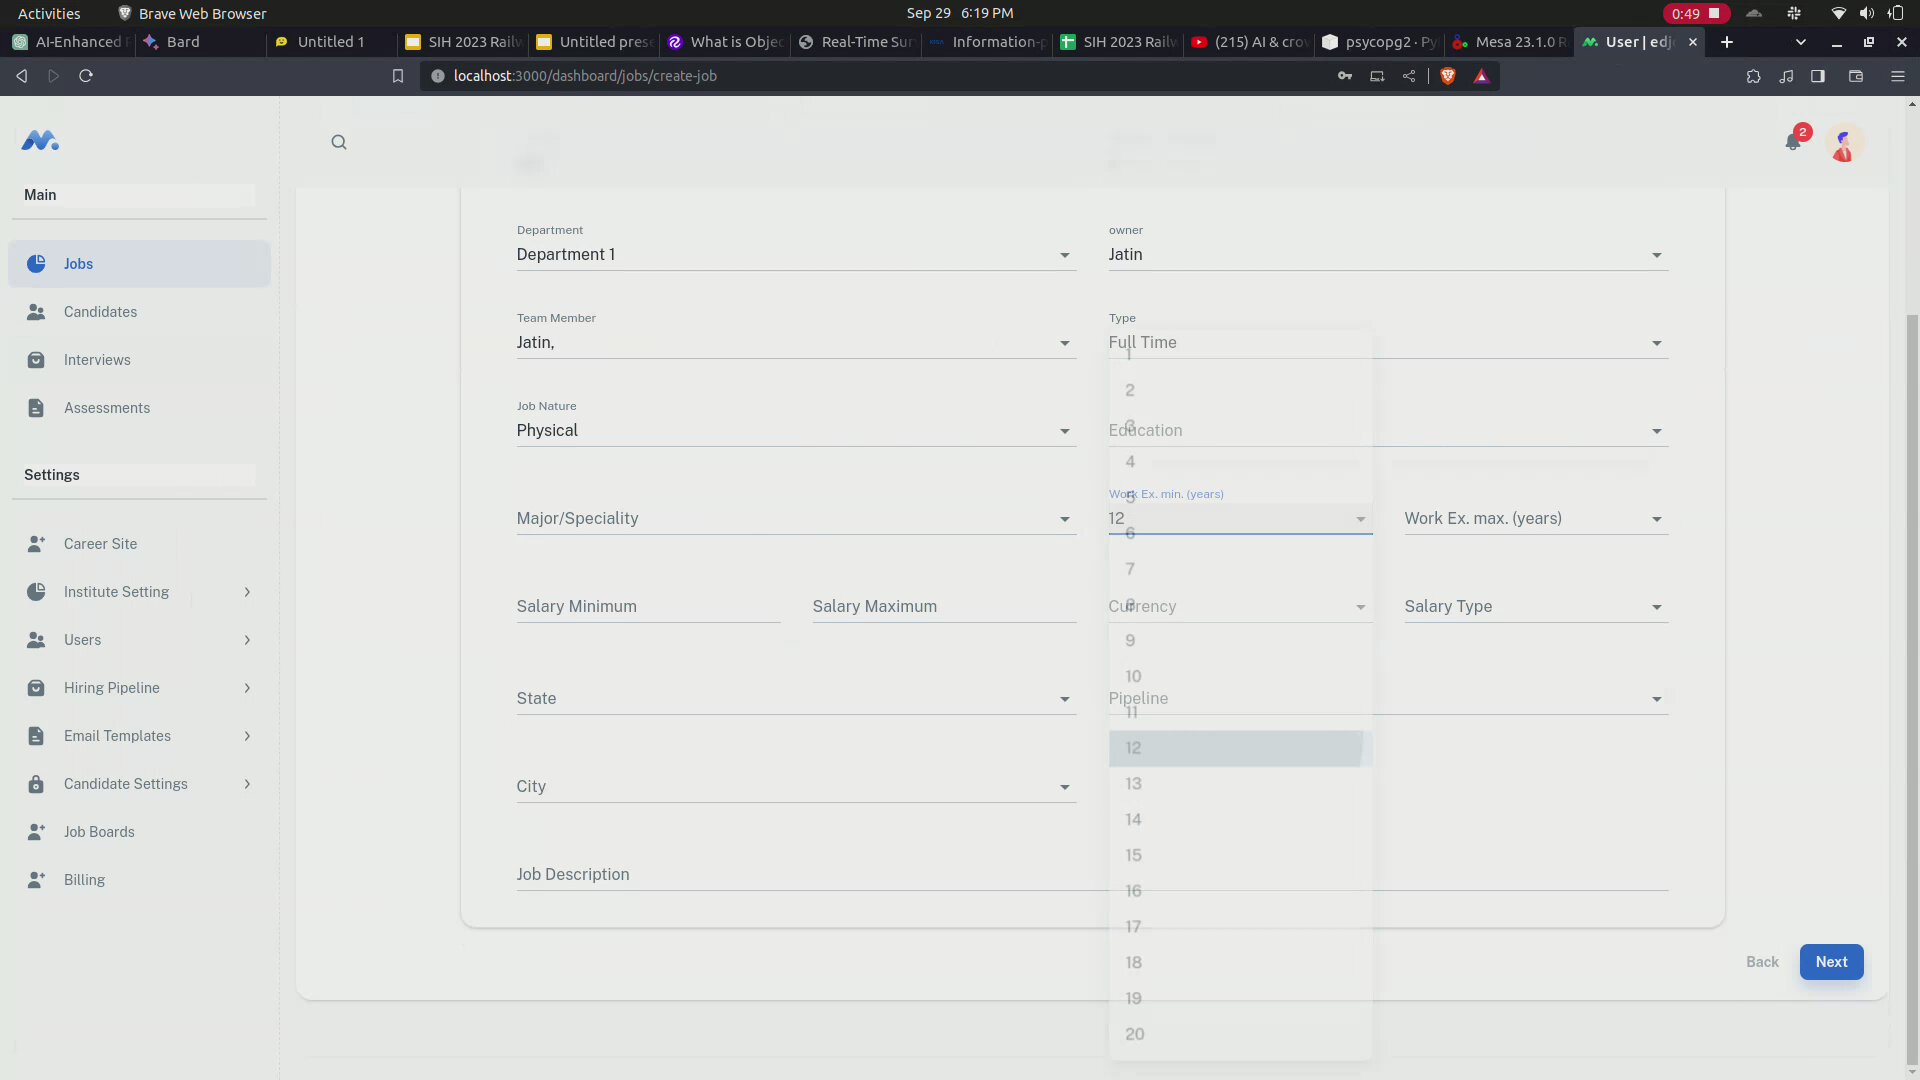 Activities
Brave Web Browser
Sep 29 6:19 PM
0:49
AI-Enhanced
Bard
Untitled 1
SIH 2023 Railw
Untitled prese
What is Objec
Real-Time Sur
Information-p
SIH 2023 Railw
(215) AI & crow
psycopg2 · Py
Mesa 23.1.0 R
User | edjo
localhost:3000/dashboard/jobs/create-job
2
Main
Jobs
Candidates
Interviews
Assessments
Settings
Career Site
Institute Setting
Users
Hiring Pipeline
Email Templates
Candidate Settings
Job Boards
Billing
Department
Department 1
owner
Jatin
Team Member
Jatin,
Type
Full Time
Job Nature
Physical
Education
Major/Speciality
Work Ex. min. (years)
12
Work Ex. max. (years)
Salary Minimum
Salary Maximum
Currency
Salary Type
State
Pipeline
City
Job Description
1
2
3
4
5
6
7
8
9
10
11
12
13
14
15
16
17
18
19
20
Back
Next